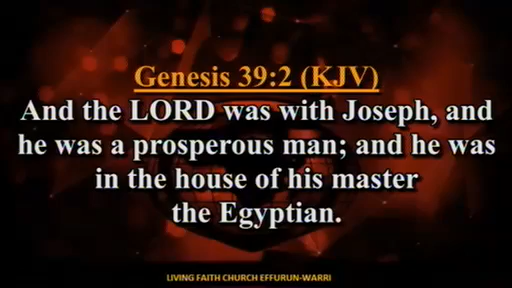 Genesis 39:2 (KJV)
And the LORD was with Joseph, and
he was a prosperous man; and he was
in the house of his master
the Egyptian.
LIVING FAITH CHURCH EFFURUN-WARRI